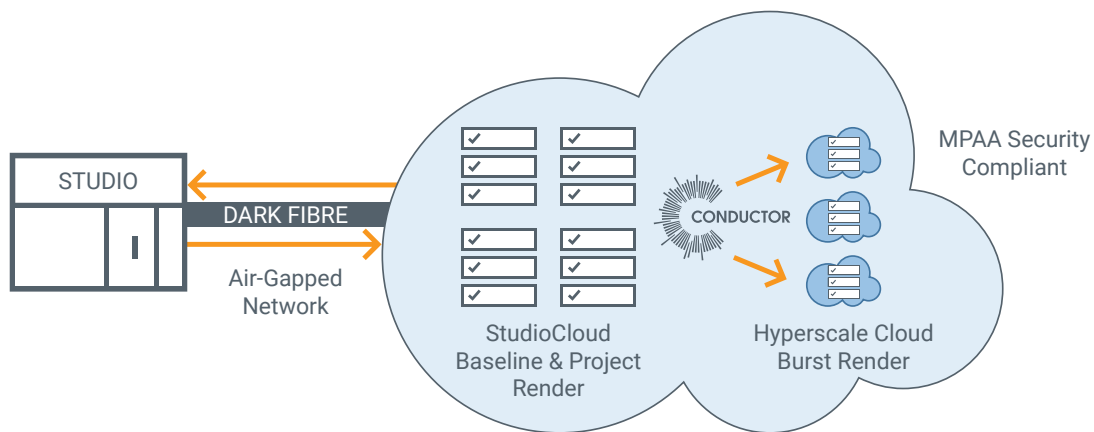 STUDIO
DARK FIBRE
Air-Gapped
Network
StudioCloud
Baseline & Project
Render
CONDUCTOR
Hyperscale Cloud
Burst Render
MPAA Security
Compliant